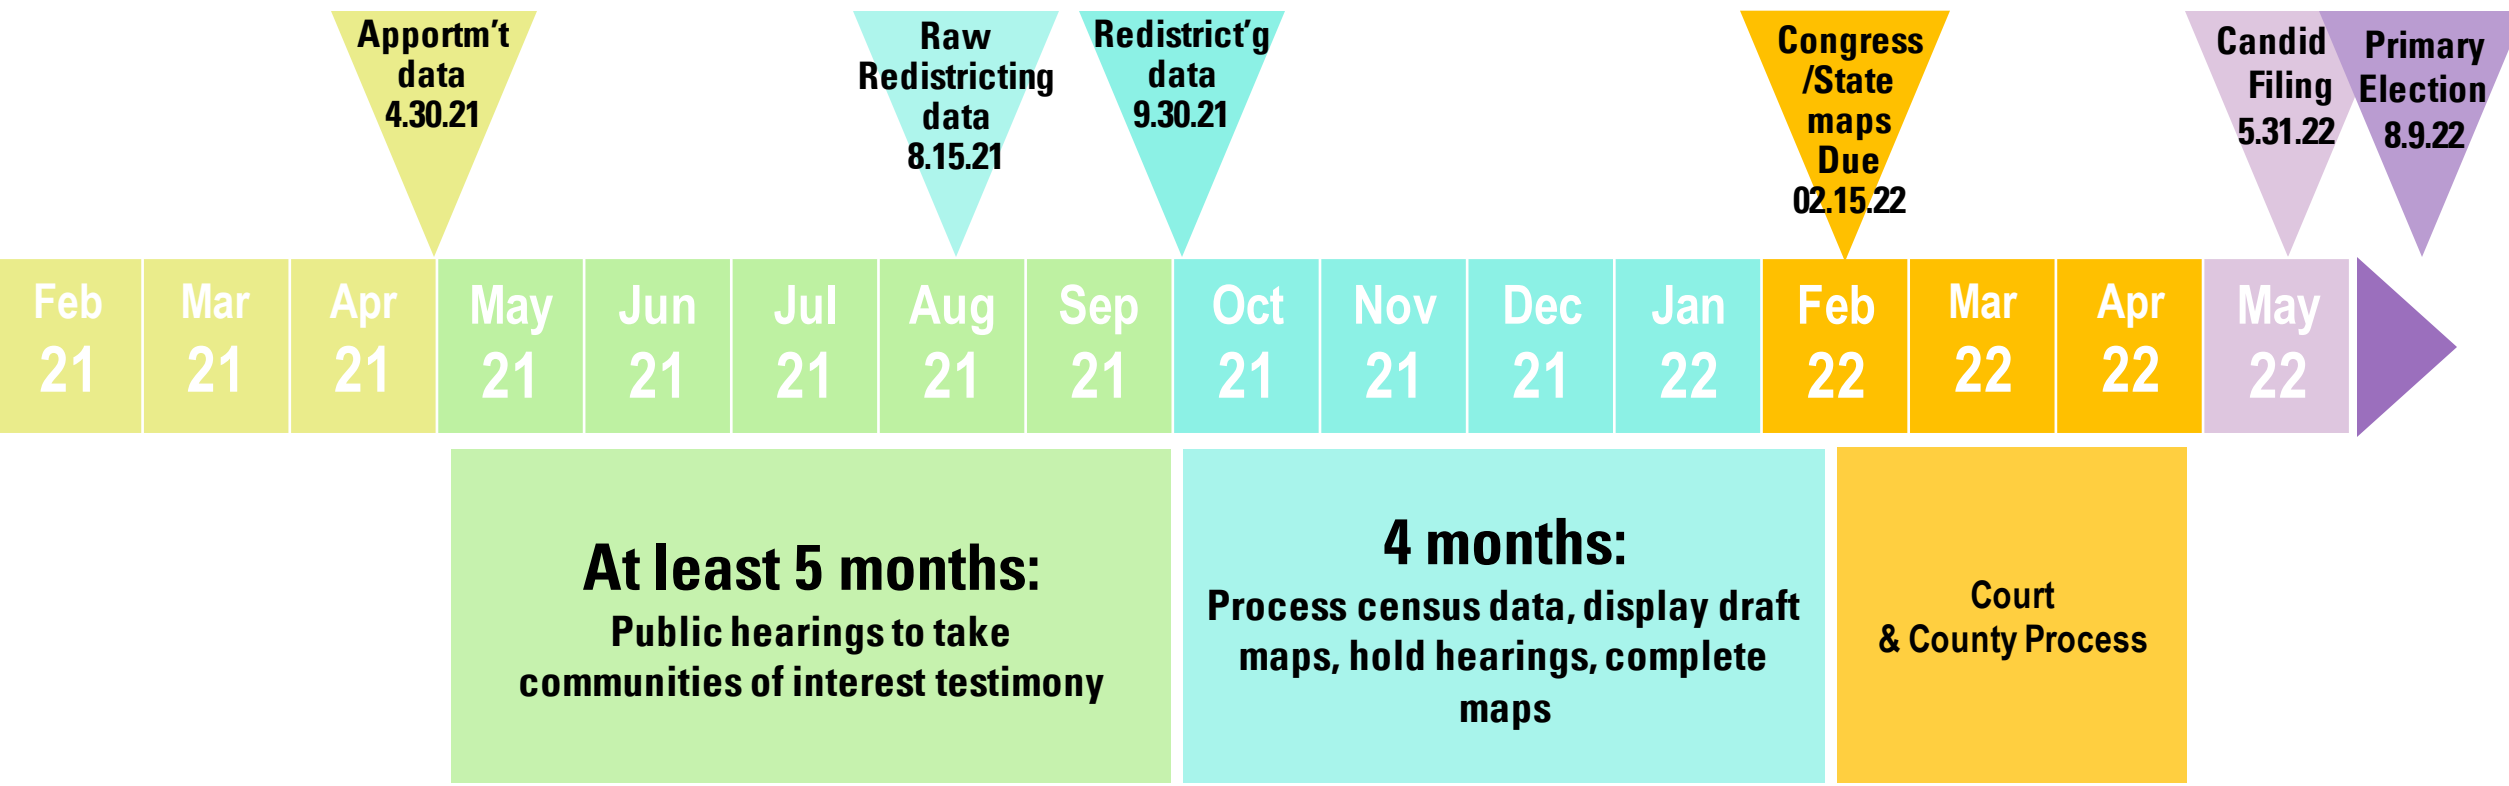 Apportm't
data
4.30.21
Raw
Redistricting
data
8.15.21
Redistrict'g
data
9.30.21
Congress
/State
maps
Due
02.15.22
Candid
Filing
5.31.22
Primary
Election
8.9.22
Feb
21
Mar
21
Apr
21
May
21
Jun
21
Jul
21
Aug
21
Sep
21
Oct
21
Nov
21
Dec
21
Jan
22
Feb
22
Mar
22
Apr
22
May
22
At least 5 months:
Public hearings to take
communities of interest testimony
4 months:
Process census data, display draft
maps, hold hearings, complete
maps
Court
& County Process